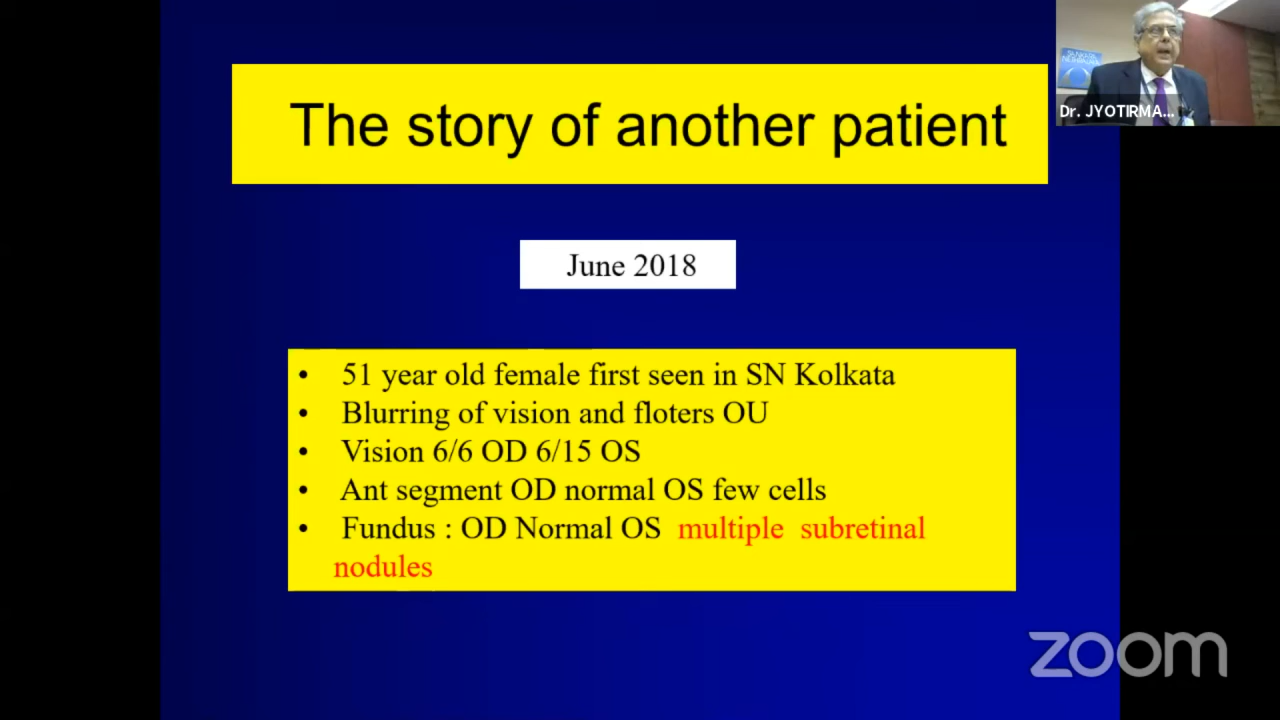 The story of another patient
June 2018
• 51 year old female first seen in SN Kolkata
• Blurring of vision and floters OU
• Vision 6/6 OD 6/15 OS
• Ant segment OD normal OS few cells
• Fundus : OD Normal OS multiple subretinal
nodules
SANKARA
NETHRALAYA
Dr. JYOTIRMA...
zoom